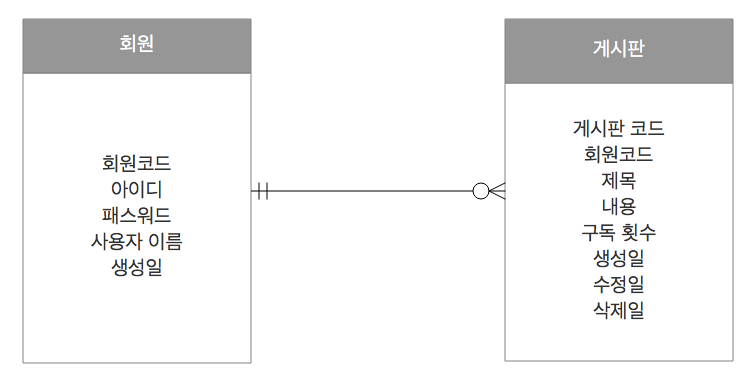 회원
회원코드
아이디
패스워드
사용자 이름
생성일
게시판
게시판 코드
회원코드
제목
내용
구독 횟수
생성일
수정일
삭제일